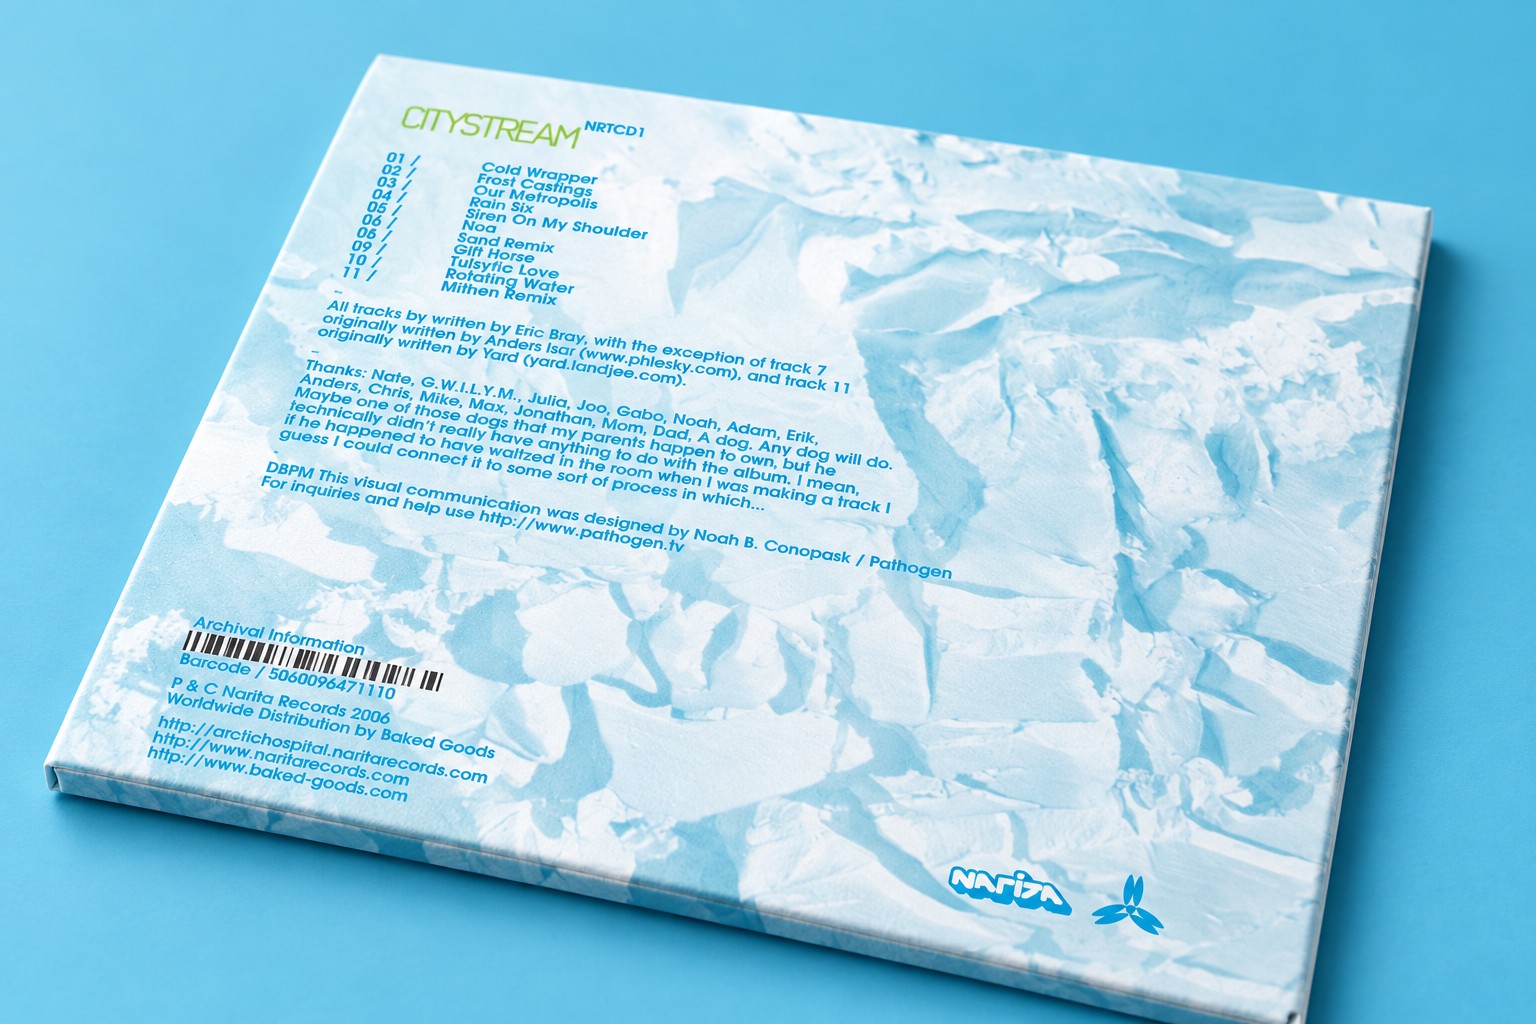 CITYSTREAM NRTCD1
01 /
02 /
03 /
04 /
05 /
06 /
06 /
09 /
10 /
11 /
Cold Wrapper
Frost Castings
Our Metropolis
Rain Six
Siren On My Shoulder
Noa
Sand Remix
Gift Horse
Tulsyfic Love
Rotating Water
Mithen Remix
–
All tracks by written by Eric Bray, with the exception of track 7
originally written by Anders Isar (www.phlesky.com), and track 11
originally written by Yard (yard.landjee.com).
–
Thanks: Nate, G.W.I.L.Y.M., Julia, Joo, Gabo, Noah, Adam, Erik,
Anders, Chris, Mike, Max, Jonathan, Mom, Dad, A dog. Any dog will do.
Maybe one of those dogs that my parents happen to own, but he
technically didn't really have anything to do with the album. I mean,
if he happened to have waltzed in the room when I was making a track I
guess I could connect it to some sort of process in which...
-
DBPM This visual communication was designed by Noah B. Conopask / Pathogen
For inquiries and help use http://www.pathogen.tv
Archival Information
Barcode / 5060096471110
P & C Narita Records 2006
Worldwide Distribution by Baked Goods
http://arctichospital.naritarecords.com
http://www.naritarecords.com
http://www.baked-goods.com
NARITA